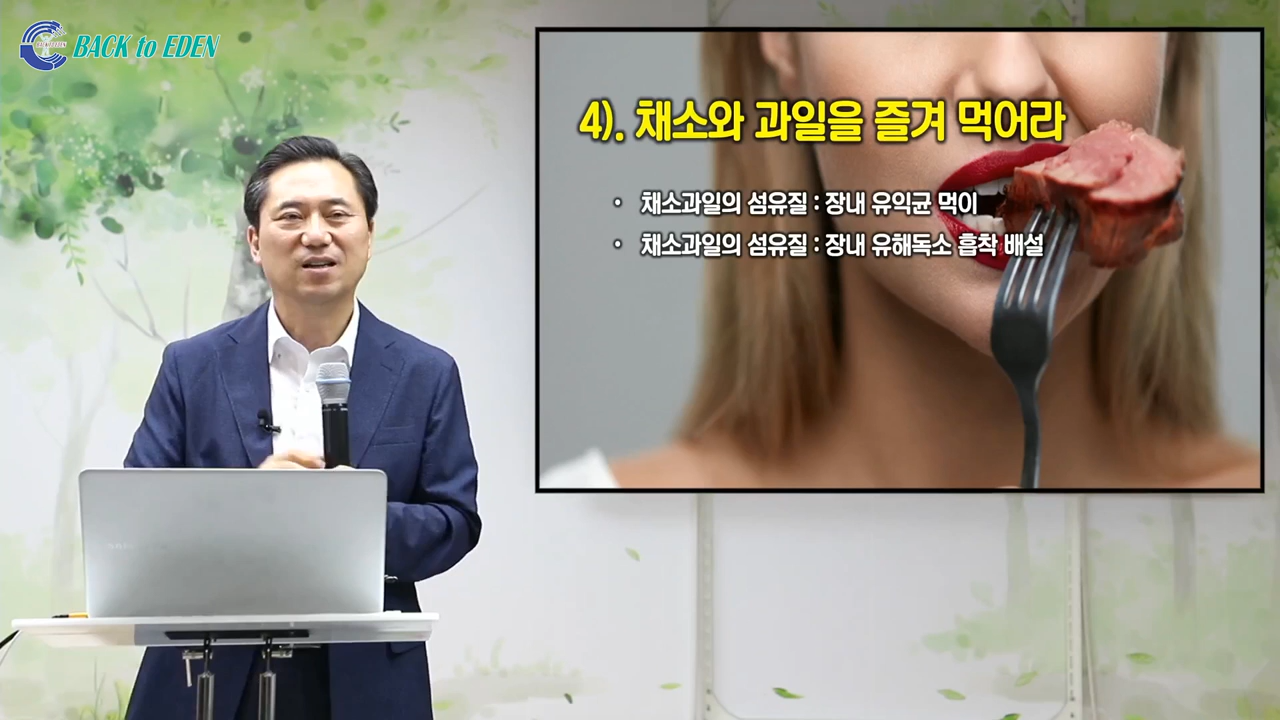 BACK to EDEN
4). 채소와 과일을 즐겨 먹어라
• 채소과일의 섬유질 : 장내 유익균 먹이
• 채소과일의 섬유질 : 장내 유해독소 흡착 배설